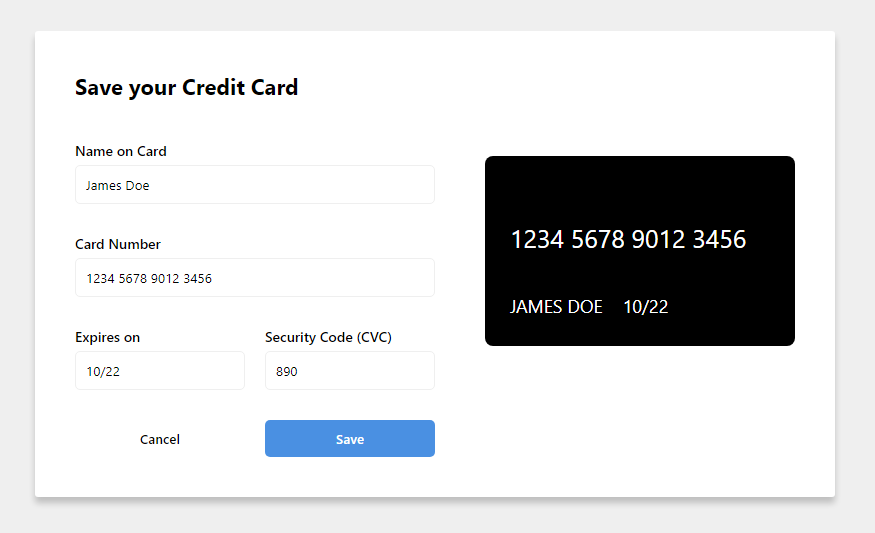 Save your Credit Card
Name on Card
James Doe
Card Number
1234 5678 9012 3456
Expires on
Security Code (CVC)
10/22
890
Cancel
Save
1234 5678 9012 3456
JAMES DOE 10/22